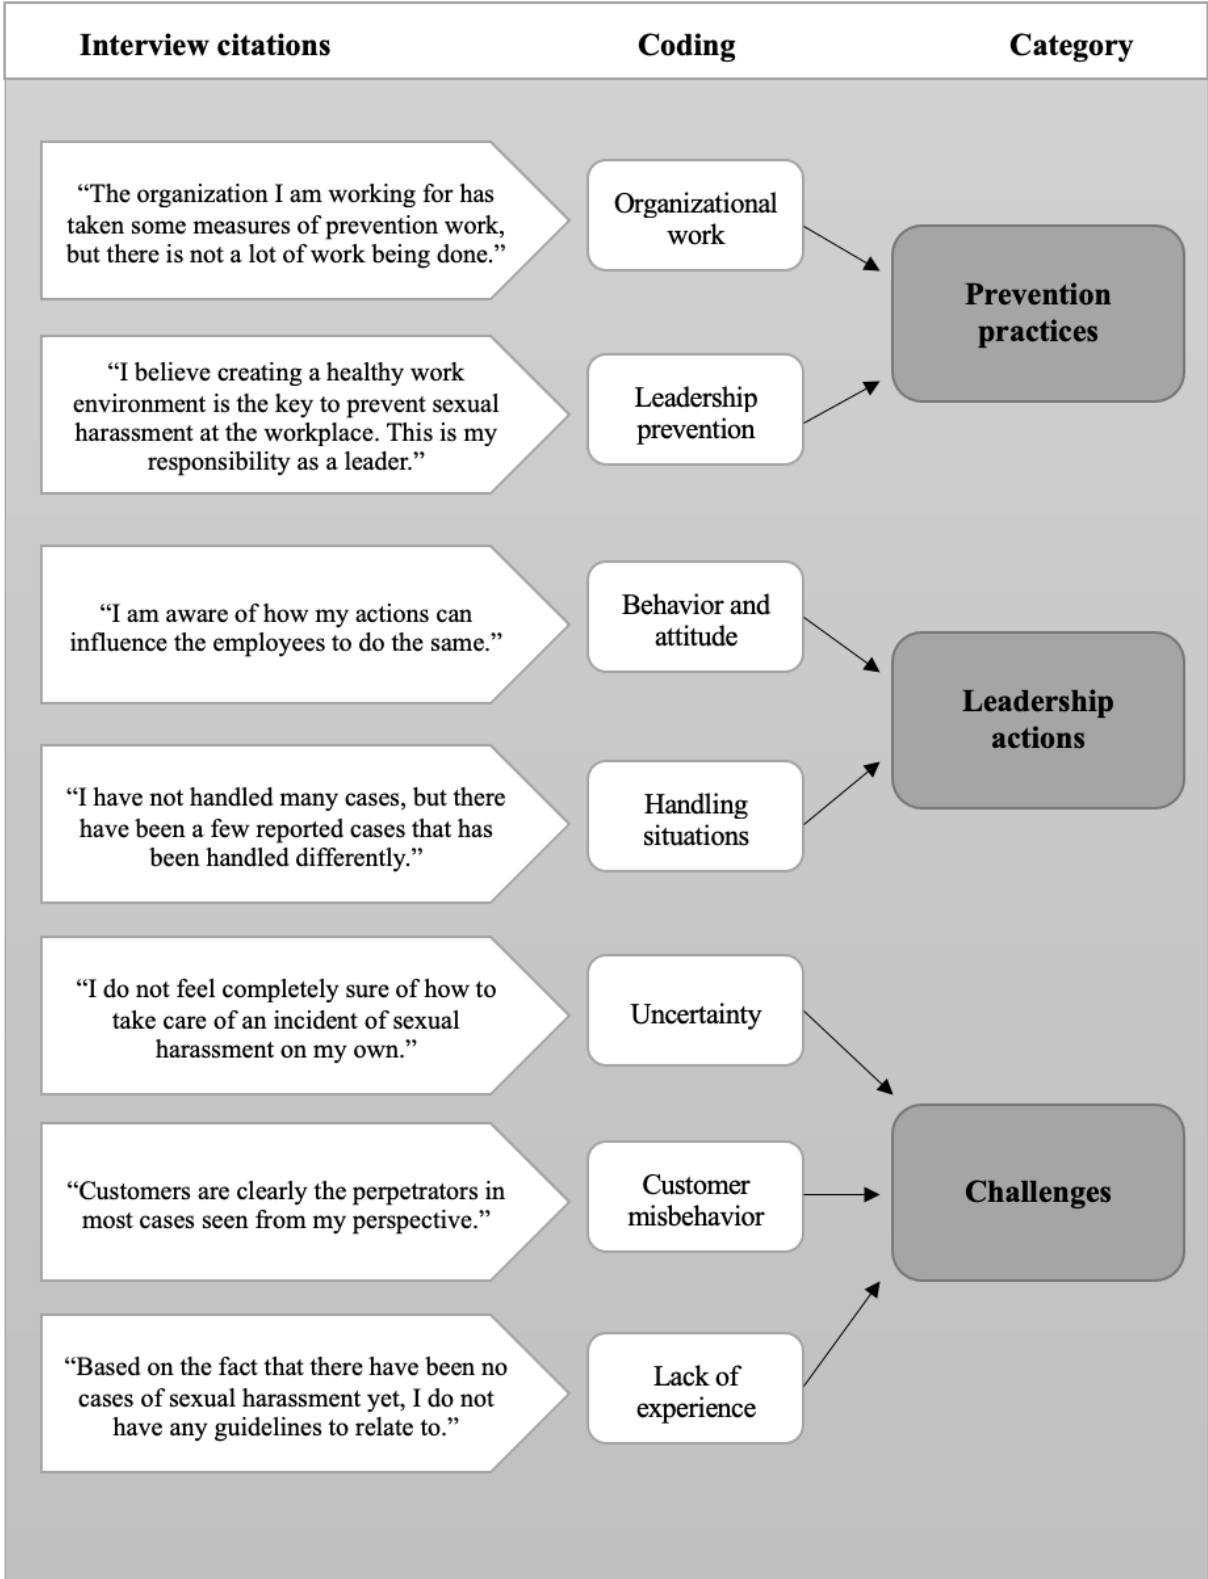 Interview citations
Coding
Category
“The organization I am working for has
taken some measures of prevention work,
but there is not a lot of work being done.”
Organizational
work
Prevention
practices
“I believe creating a healthy work
environment is the key to prevent sexual
harassment at the workplace. This is my
responsibility as a leader.”
Leadership
prevention
“I am aware of how my actions can
influence the employees to do the same.”
Behavior and
attitude
Leadership
actions
“I have not handled many cases, but there
have been a few reported cases that has
been handled differently.”
Handling
situations
“I do not feel completely sure of how to
take care of an incident of sexual
harassment on my own.”
Uncertainty
“Customers are clearly the perpetrators in
most cases seen from my perspective.”
Customer
misbehavior
Challenges
“Based on the fact that there have been no
cases of sexual harassment yet, I do not
have any guidelines to relate to.”
Lack of
experience